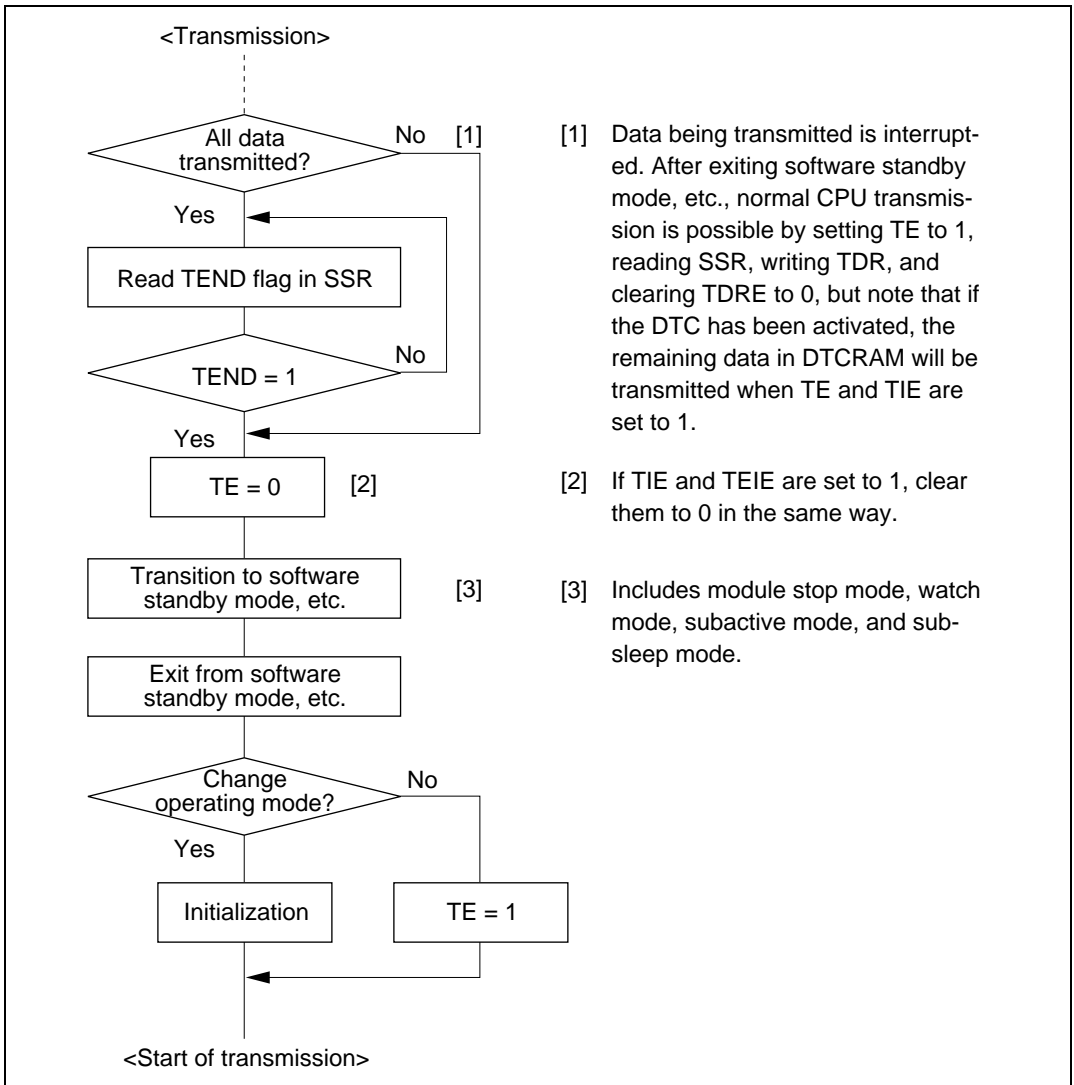 <Transmission>
All data
transmitted?
No
[1]
Yes
Read TEND flag in SSR
TEND = 1
No
Yes
TE = 0
[2]
Transition to software
standby mode, etc.
[3]
Exit from software
standby mode, etc.
Change
operating mode?
No
Yes
Initialization
TE = 1
<Start of transmission>
[1] Data being transmitted is interrupt-
ed. After exiting software standby
mode, etc., normal CPU transmis-
sion is possible by setting TE to 1,
reading SSR, writing TDR, and
clearing TDRE to 0, but note that if
the DTC has been activated, the
remaining data in DTCRAM will be
transmitted when TE and TIE are
set to 1.
[2] If TIE and TEIE are set to 1, clear
them to 0 in the same way.
[3] Includes module stop mode, watch
mode, subactive mode, and sub-
sleep mode.